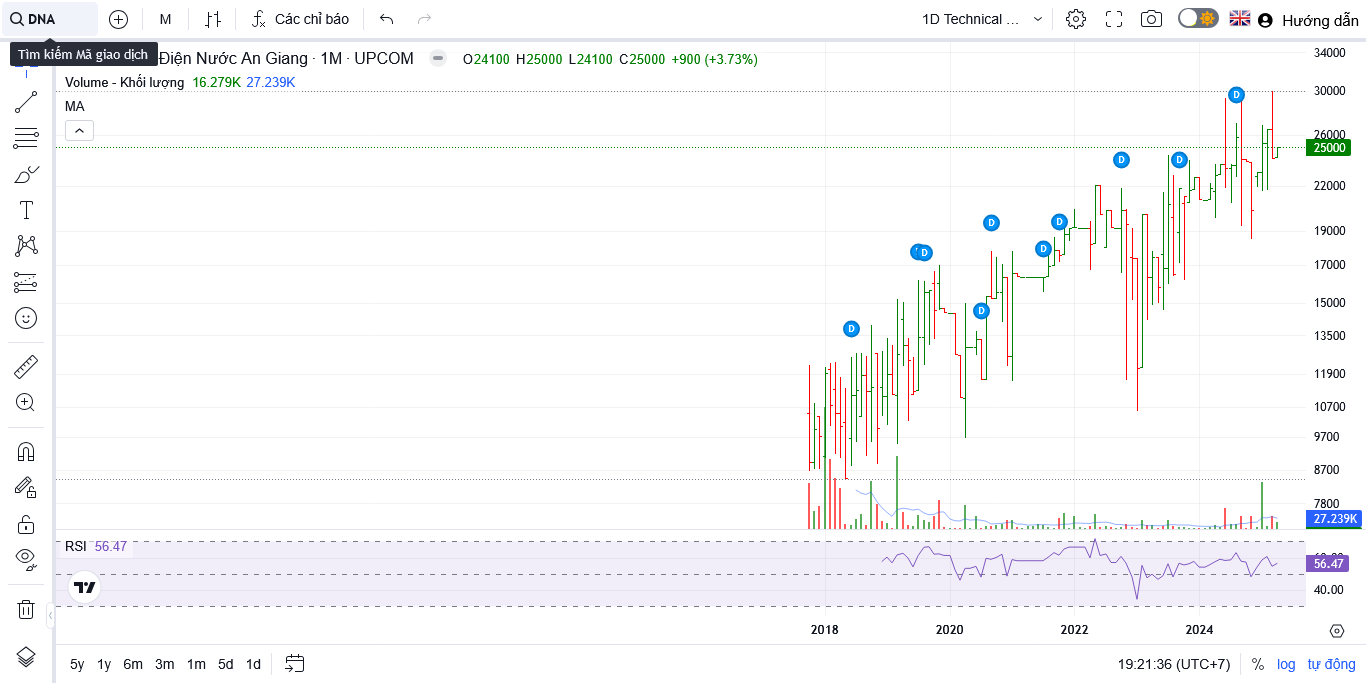 DNA
M
Các chỉ báo
1D Technical ...
Hướng dẫn
Tìm kiếm Mã giao dịch
Điện Nước An Giang · 1M · UPCOM
O24100 H25000 L24100 C25000 +900 (+3.73%)
Volume - Khối lượng 16.279K 27.239K
MA
34000
30000
26000
25000
22000
19000
17000
15000
13500
11900
10700
9700
8700
7800
27.239K
D
D
D
D
D
D
D
D
D
RSI 56.47
56.47
40.00
2018
2020
2022
2024
5y 1y 6m 3m 1m 5d 1d
19:21:36 (UTC+7)
%
log
tự động